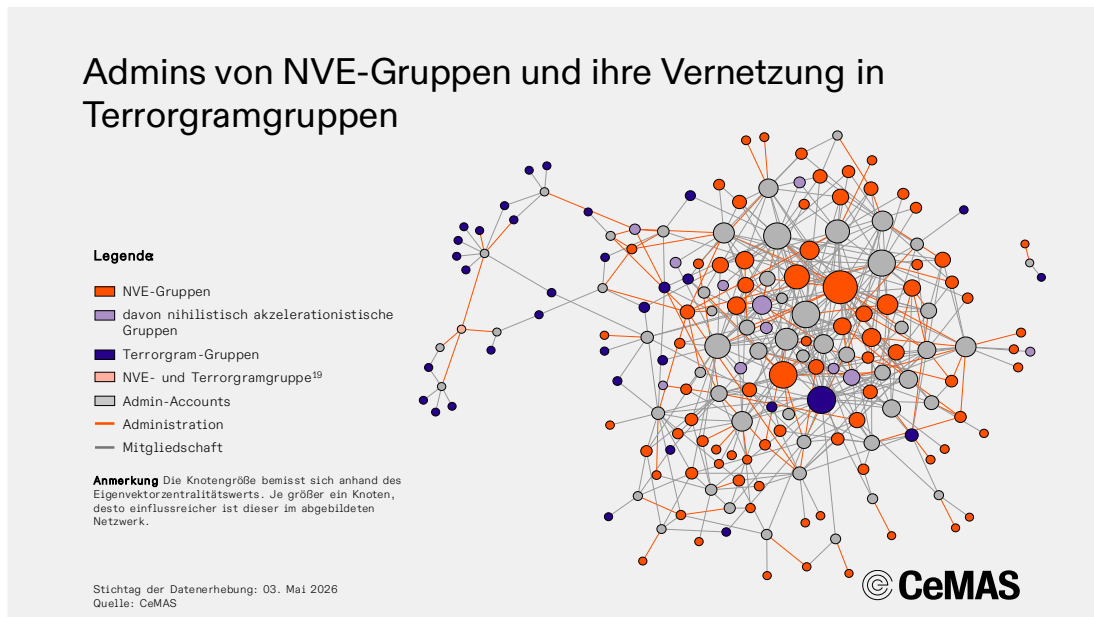 Admins von NVE-Gruppen und ihre Vernetzung in
Terrorgramgruppen
Legende:
NVE-Gruppen
davon nihilistisch akzelerationistische
Gruppen
Terrorgram-Gruppen
NVE- und Terrorgramgruppe¹⁹
Admin-Accounts
Administration
Mitgliedschaft
Anmerkung Die Knotengröße bemisst sich anhand des
Eigenvektorzentralitätswerts. Je größer ein Knoten,
desto einflussreicher ist dieser im abgebildeten
Netzwerk.
Stichtag der Datenerhebung: 03. Mai 2026
Quelle: CeMAS
CeMAS